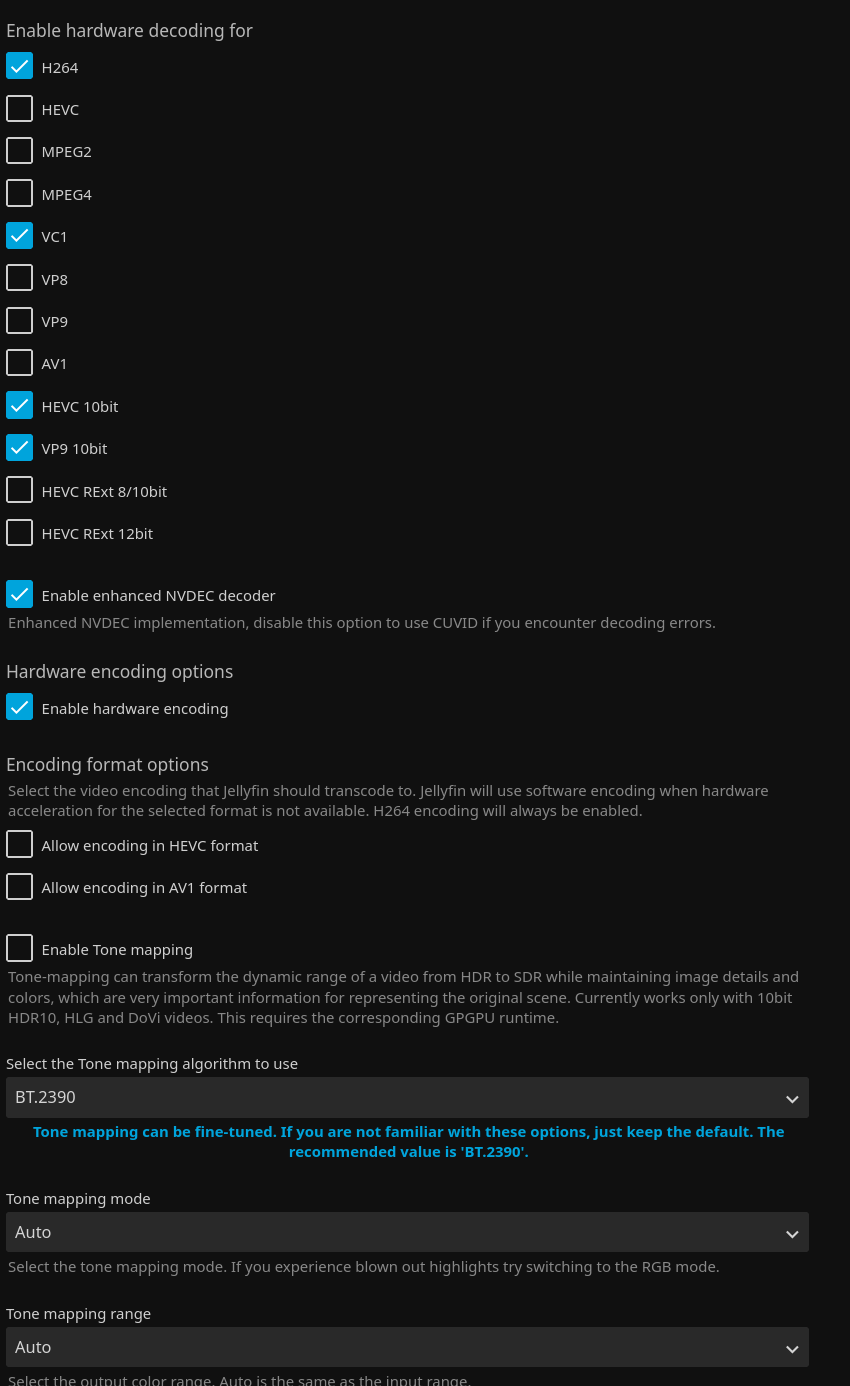 Enable hardware decoding for
H264
HEVC
MPEG2
MPEG4
VC1
VP8
VP9
AV1
HEVC 10bit
VP9 10bit
HEVC RExt 8/10bit
HEVC RExt 12bit
Enable enhanced NVDEC decoder
Enhanced NVDEC implementation, disable this option to use CUVID if you encounter decoding errors.
Hardware encoding options
Enable hardware encoding
Encoding format options
Select the video encoding that Jellyfin should transcode to. Jellyfin will use software encoding when hardware
acceleration for the selected format is not available. H264 encoding will always be enabled.
Allow encoding in HEVC format
Allow encoding in AV1 format
Enable Tone mapping
Tone-mapping can transform the dynamic range of a video from HDR to SDR while maintaining image details and
colors, which are very important information for representing the original scene. Currently works only with 10bit
HDR10, HLG and DoVi videos. This requires the corresponding GPGPU runtime.
Select the Tone mapping algorithm to use
BT.2390
Tone mapping can be fine-tuned. If you are not familiar with these options, just keep the default. The
recommended value is 'BT.2390'.
Tone mapping mode
Auto
Select the tone mapping mode. If you experience blown out highlights try switching to the RGB mode.
Tone mapping range
Auto
Select the output color range. Auto is the same as the input range.